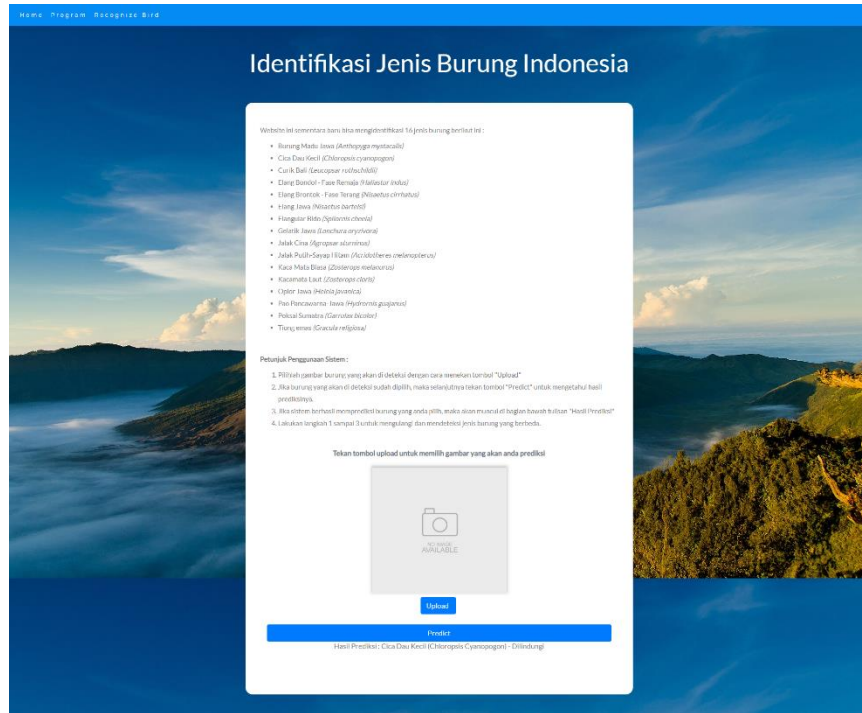 Home Program Recognize Bird
Identifikasi Jenis Burung Indonesia
Website ini sementara baru bisa mengidentifikasi 16 jenis burung berikut ini :
Burung Madu Jawa (Anthopyga mystacalis)
Cica Dau Kecil (Chloropsis cyanopogon)
Curik Bali (Leucopsar rothschildii)
Elang Bondol - Fase Remaja (Haliastur indus)
Elang Brontok - Fase Terang (Nisaetus cirrhatus)
Elang Jawa (Nisaetus bartelsi)
Elangular Bido (Spilornis cheela)
Gelatik Jawa (Lonchura oryzivora)
Jalak Cina (Agropsar sturninus)
Jalak Putih-Sayap Hitam (Acridotheres melanopterus)
Kaca Mata Biasa (Zosterops melanurus)
Kacamata Laut (Zosterops cloris)
Opior Jawa (Heleia javanica)
Pao Pancawarna-Jawa (Hydrornis guajanus)
Poksai Sumatra (Garrulax bicolor)
Tiong emas (Gracula religiosa)
Petunjuk Penggunaan Sistem :
1. Pilihlah gambar burung yang akan di deteksi dengan cara menekan tombol "Upload"
2. Jika burung yang akan di deteksi sudah dipilih, maka selanjutnya tekan tombol "Predict" untuk mengetahui hasil
prediksinya.
3. Jika sistem berhasil memprediksi burung yang anda pilih, maka akan muncul di bagian bawah tulisan "Hasil Prediksi"
4. Lakukan langkah 1 sampai 3 untuk mengulangi dan mendeteksi jenis burung yang berbeda.
Tekan tombol upload untuk memilih gambar yang akan anda prediksi
NO IMAGE
AVAILABLE
Upload
Predict
Hasil Prediksi: Cica Dau Kecil (Chloropsis Cyanopogon) - Dilindungi